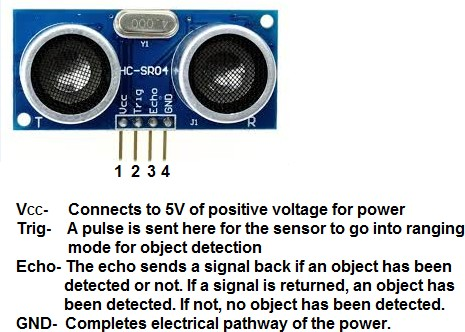 4.000
Y1
HC-SR04
Vcc Trig Echo GND
T J1 R
1 2 3 4
Vcc- Connects to 5V of positive voltage for power
Trig- A pulse is sent here for the sensor to go into ranging
mode for object detection
Echo- The echo sends a signal back if an object has been
detected or not. If a signal is returned, an object has
been detected. If not, no object has been detected.
GND- Completes electrical pathway of the power.